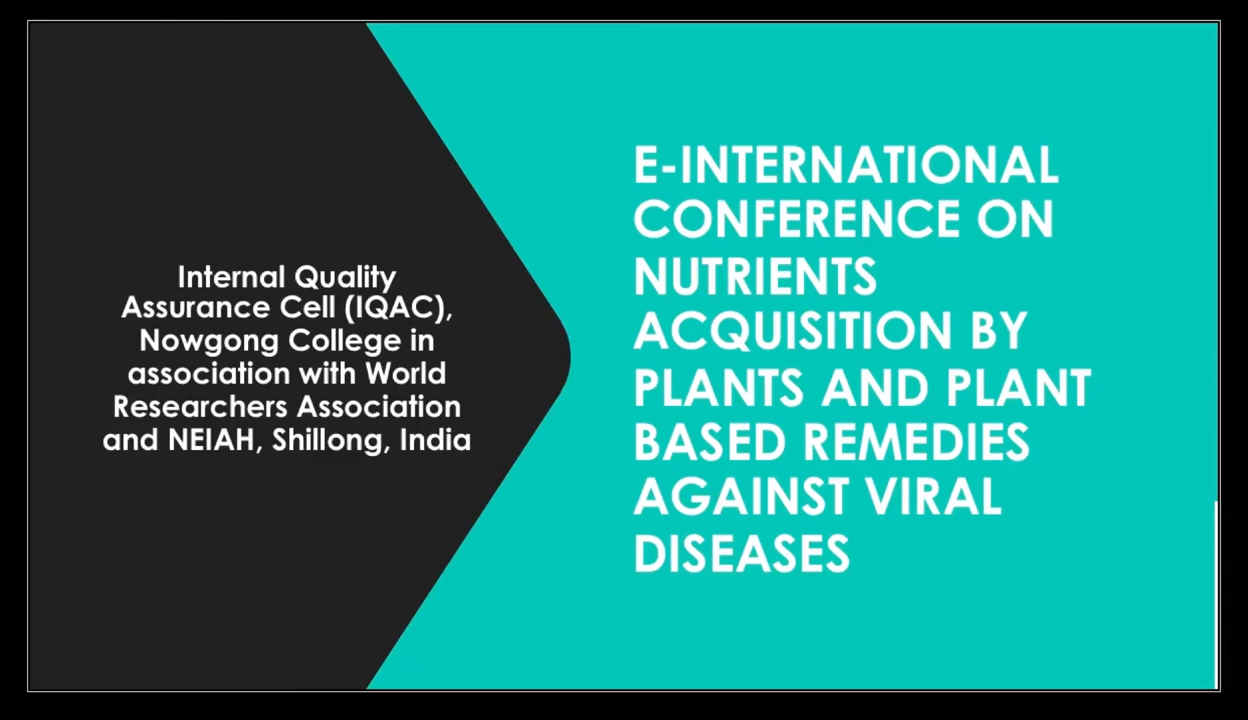 Internal Quality
Assurance Cell (IQAC),
Nowgong College in
association with World
Researchers Association
and NEIAH, Shillong, India
E-INTERNATIONAL
CONFERENCE ON
NUTRIENTS
ACQUISITION BY
PLANTS AND PLANT
BASED REMEDIES
AGAINST VIRAL
DISEASES